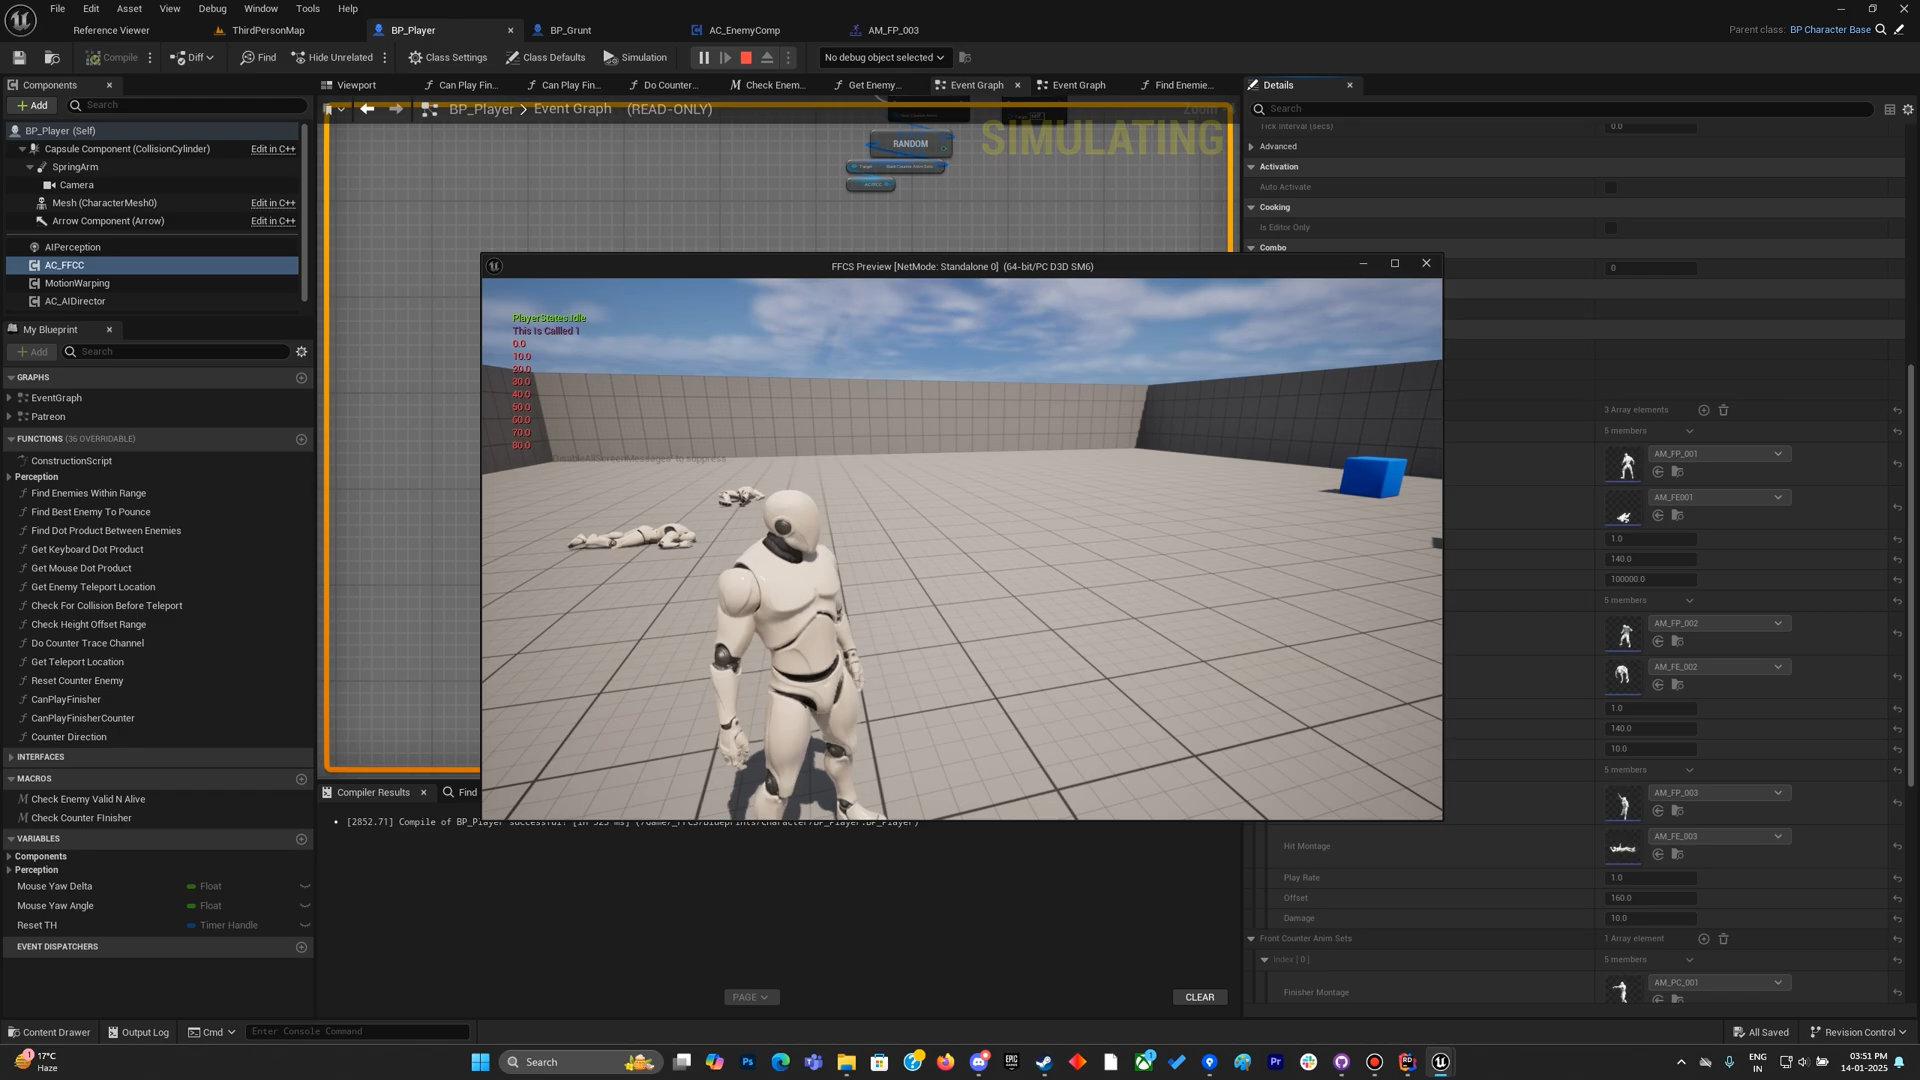 File Edit Asset View Debug Window Tools Help
Reference Viewer ThirdPersonMap BP_Player BP_Grunt AC_EnemyComp AM_FP_003
Parent class: BP Character Base
Compile Diff Find Hide Unrelated Class Settings Class Defaults Simulation No debug object selected
Components
Add Search
BP_Player (Self)
Capsule Component (CollisionCylinder) Edit in C++
SpringArm
Camera
Mesh (CharacterMesh0) Edit in C++
Arrow Component (Arrow) Edit in C++
AIPerception
AC_FFCC
MotionWarping
AC_AIDirector
My Blueprint
Add Search
GRAPHS
EventGraph
Patreon
FUNCTIONS (36 OVERRIDABLE)
ConstructionScript
Perception
Find Enemies Within Range
Find Best Enemy To Pounce
Find Dot Product Between Enemies
Get Keyboard Dot Product
Get Mouse Dot Product
Get Enemy Teleport Location
Check For Collision Before Teleport
Check Height Offset Range
Do Counter Trace Channel
Get Teleport Location
Reset Counter Enemy
CanPlayFinisher
CanPlayFinisherCounter
Counter Direction
INTERFACES
MACROS
Check Enemy Valid N Alive
Check Counter FInisher
VARIABLES
Components
Perception
Mouse Yaw Delta Float
Mouse Yaw Angle Float
Reset TH Timer Handle
EVENT DISPATCHERS
Viewport Can Play Fin... Can Play Fin... Do Counter... Check Enem... Get Enemy... Event Graph Event Graph Find Enemie...
BP_Player > Event Graph (READ-ONLY)
Zoom
SIMULATING
RANDOM
FFCS Preview [NetMode: Standalone 0] (64-bit/PC D3D SM6)
PlayerStates.Idle
This Is Callled 1
0.0
10.0
20.0
30.0
40.0
50.0
60.0
70.0
80.0
'DisableAllScreenMessages' to suppress
Compiler Results Find
[2852.71] Compile of BP_Player successful! [in 323 ms] (/Game/_FFCS/Blueprints/Character/BP_Player.BP_Player)
PAGE CLEAR
Details
Search
Tick Interval (secs) 0.0
Advanced
Activation
Auto Activate
Cooking
Is Editor Only
Combo
0
3 Array elements
5 members
AM_FP_001
AM_FE001
1.0
140.0
100000.0
5 members
AM_FP_002
AM_FE_002
1.0
140.0
10.0
5 members
AM_FP_003
Hit Montage AM_FE_003
Play Rate 1.0
Offset 160.0
Damage 10.0
Front Counter Anim Sets 1 Array element
Index [ 0 ] 5 members
Finisher Montage AM_PC_001
Content Drawer Output Log Cmd Enter Console Command All Saved Revision Control
17°C
Haze
Search
ENG
IN
03:51 PM
14-01-2025